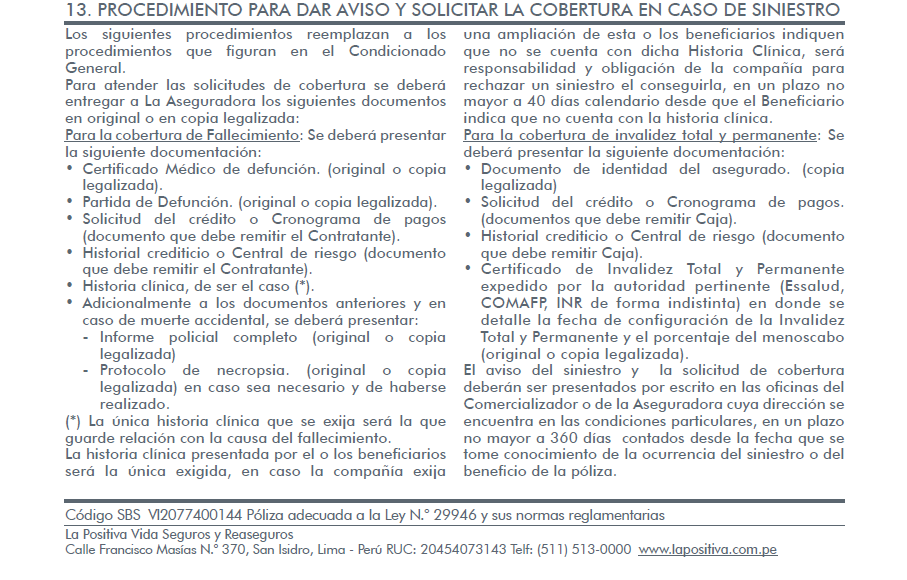 13. PROCEDIMIENTO PARA DAR AVISO Y SOLICITAR LA COBERTURA EN CASO DE SINIESTRO
Los siguientes procedimientos reemplazan a los
procedimientos que figuran en el Condicionado
General.
Para atender las solicitudes de cobertura se deberá
entregar a La Aseguradora los siguientes documentos
en original o en copia legalizada:
Para la cobertura de Fallecimiento: Se deberá presentar
la siguiente documentación:
• Certificado Médico de defunción. (original o copia
legalizada).
• Partida de Defunción. (original o copia legalizada).
• Solicitud del crédito o Cronograma de pagos
(documento que debe remitir el Contratante).
• Historial crediticio o Central de riesgo (documento
que debe remitir el Contratante).
• Historia clínica, de ser el caso (*).
• Adicionalmente a los documentos anteriores y en
caso de muerte accidental, se deberá presentar:
- Informe policial completo (original o copia
legalizada)
- Protocolo de necropsia. (original o copia
legalizada) en caso sea necesario y de haberse
realizado.
(*) La única historia clínica que se exija será la que
guarde relación con la causa del fallecimiento.
La historia clínica presentada por el o los beneficiarios
será la única exigida, en caso la compañía exija
una ampliación de esta o los beneficiarios indiquen
que no se cuenta con dicha Historia Clínica, será
responsabilidad y obligación de la compañía para
rechazar un siniestro el conseguirla, en un plazo no
mayor a 40 días calendario desde que el Beneficiario
indica que no cuenta con la historia clínica.
Para la cobertura de invalidez total y permanente: Se
deberá presentar la siguiente documentación:
• Documento de identidad del asegurado. (copia
legalizada)
• Solicitud del crédito o Cronograma de pagos.
(documentos que debe remitir Caja).
• Historial crediticio o Central de riesgo (documento
que debe remitir Caja).
• Certificado de Invalidez Total y Permanente
expedido por la autoridad pertinente (Essalud,
COMAFP, INR de forma indistinta) en donde se
detalle la fecha de configuración de la Invalidez
Total y Permanente y el porcentaje del menoscabo
(original o copia legalizada).
El aviso del siniestro y la solicitud de cobertura
deberán ser presentados por escrito en las oficinas del
Comercializador o de la Aseguradora cuya dirección se
encuentra en las condiciones particulares, en un plazo
no mayor a 360 días contados desde la fecha que se
tome conocimiento de la ocurrencia del siniestro o del
beneficio de la póliza.
Código SBS VI2077400144 Póliza adecuada a la Ley N.° 29946 y sus normas reglamentarias
La Positiva Vida Seguros y Reaseguros
Calle Francisco Masías N.° 370, San Isidro, Lima - Perú RUC: 20454073143 Telf: (511) 513-0000 www.lapositiva.com.pe